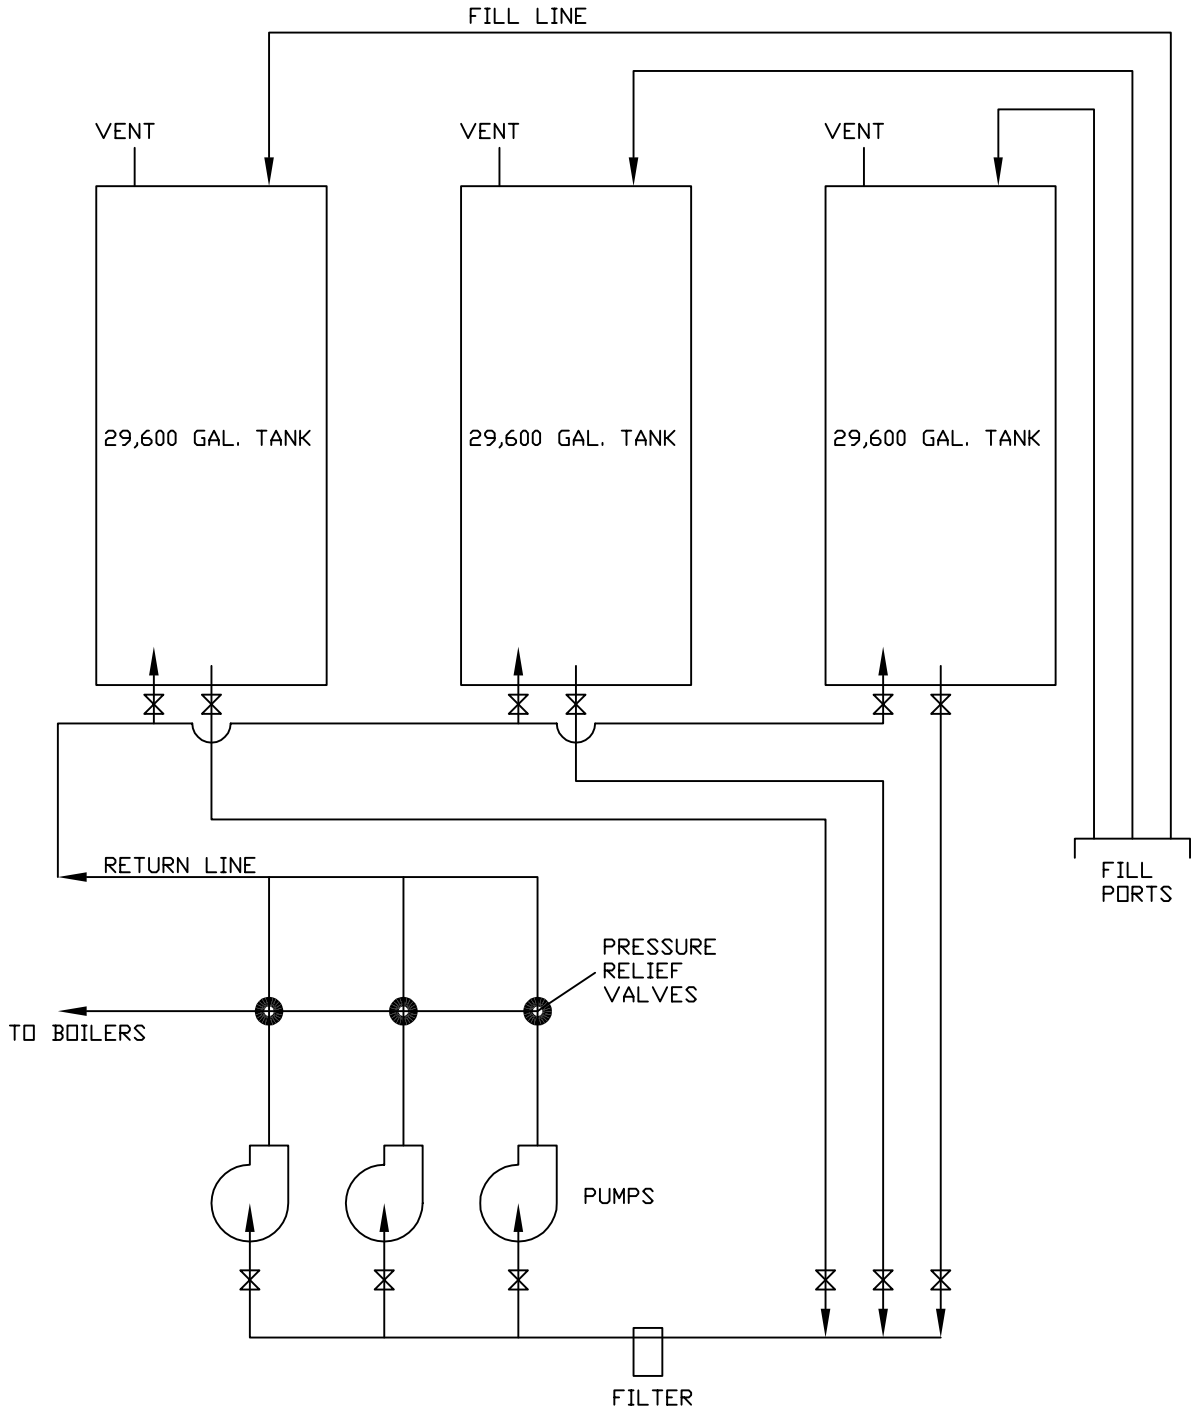 FILL LINE
VENT
VENT
VENT
29,600 GAL. TANK
29,600 GAL. TANK
29,600 GAL. TANK
RETURN LINE
FILL
PORTS
PRESSURE
RELIEF
VALVES
TO BOILERS
PUMPS
FILTER